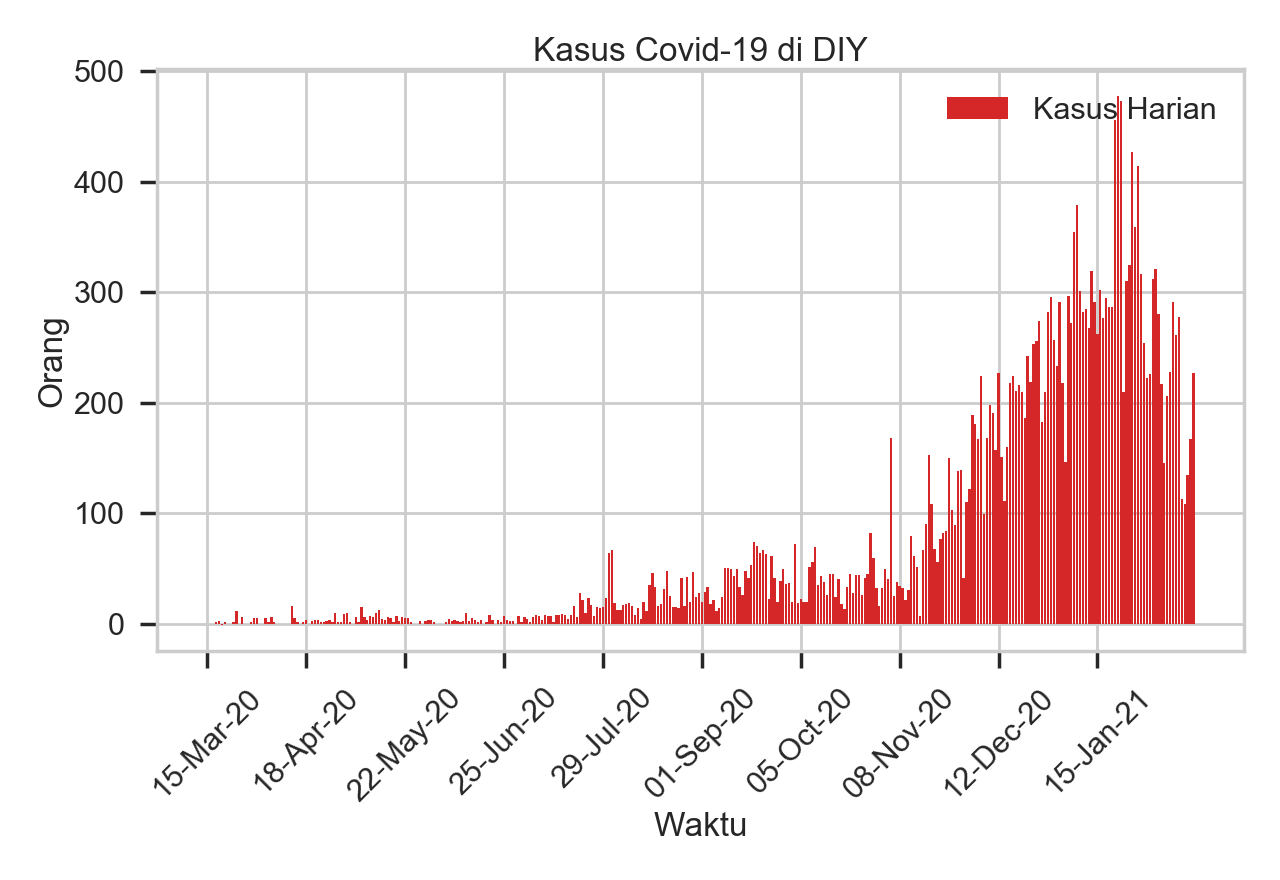 Kasus Covid-19 di DIY
500
400
300
200
100
0
Orang
Kasus Harian
15-Mar-20
18-Apr-20
22-May-20
25-Jun-20
29-Jul-20
01-Sep-20
05-Oct-20
08-Nov-20
12-Dec-20
15-Jan-21
Waktu